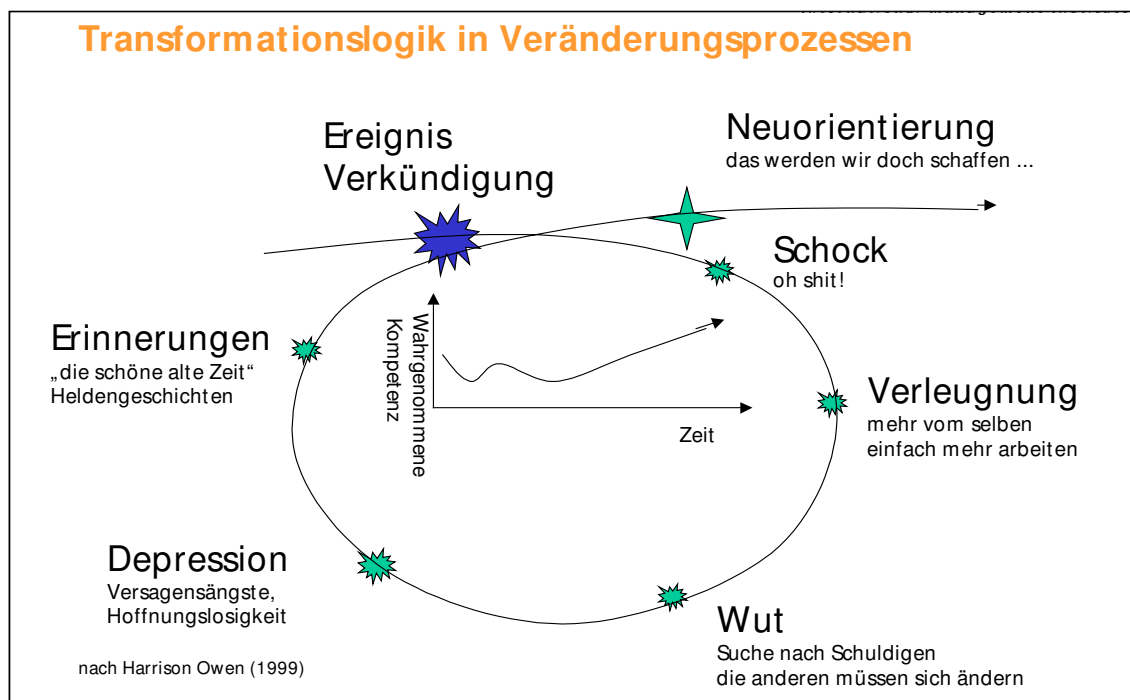 Transformationslogik in Veränderungsprozessen
Ereignis
Verkündigung
Neuorientierung
das werden wir doch schaffen ...
Schock
oh shit!
Erinnerungen
„die schöne alte Zeit“
Heldengeschichten
Wahrgenommene
Kompetenz
Zeit
Verleugnung
mehr vom selben
einfach mehr arbeiten
Depression
Versagensängste,
Hoffnungslosigkeit
Wut
Suche nach Schuldigen
die anderen müssen sich ändern
nach Harrison Owen (1999)